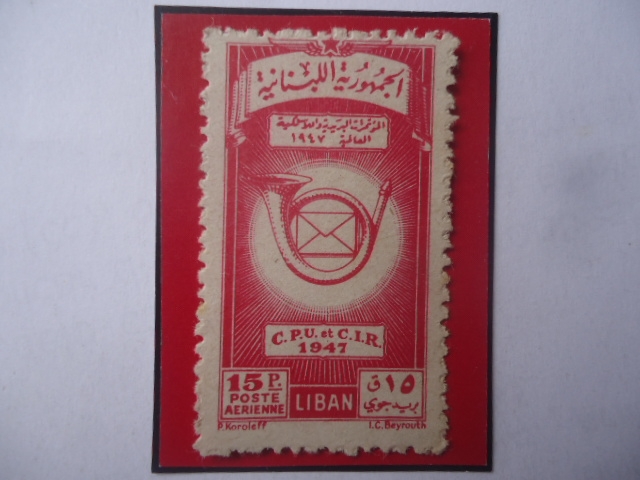 الجمهورية اللبنانية
المؤتمرات البريدية واللاسلكية
العالمية ١٩٤٧
C.P.U. et C.I.R.
1947
15 P.
POSTE
AERIENNE
LIBAN
١٥ ق
بريد جوي
P. Koroleff
I.C. Beyrouth